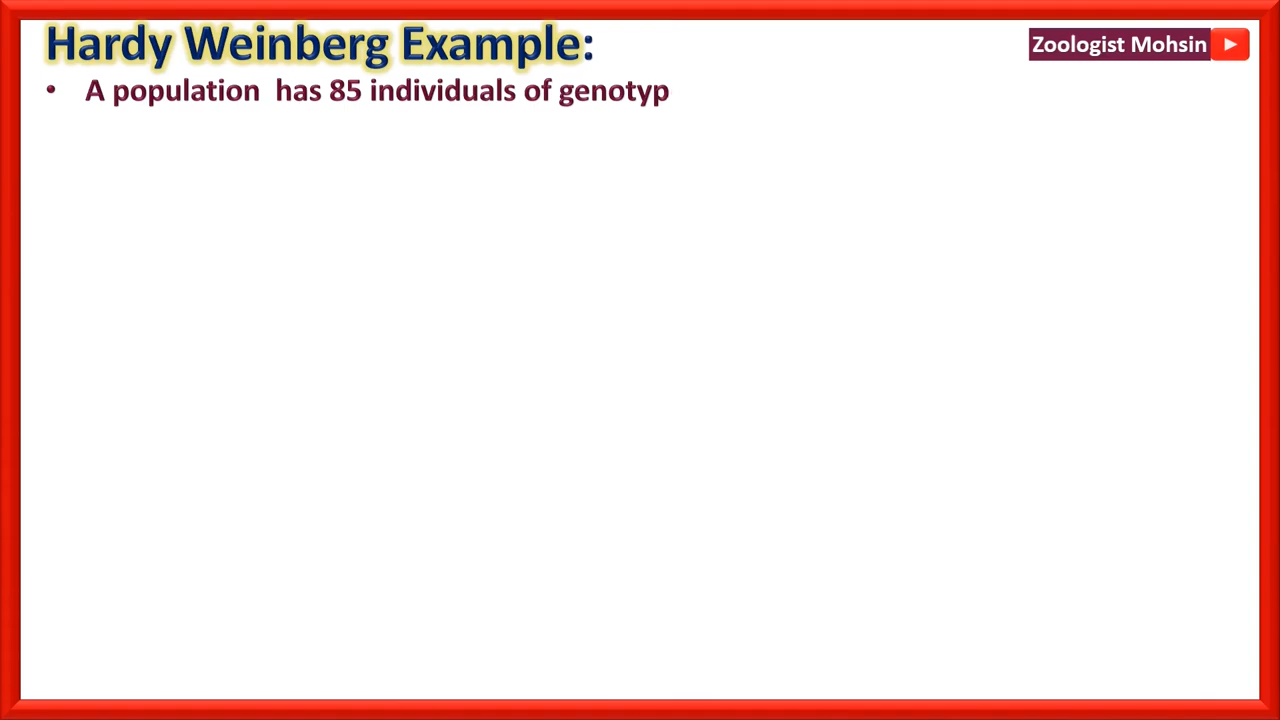 Hardy Weinberg Example:
Zoologist Mohsin
• A population has 85 individuals of genotyp